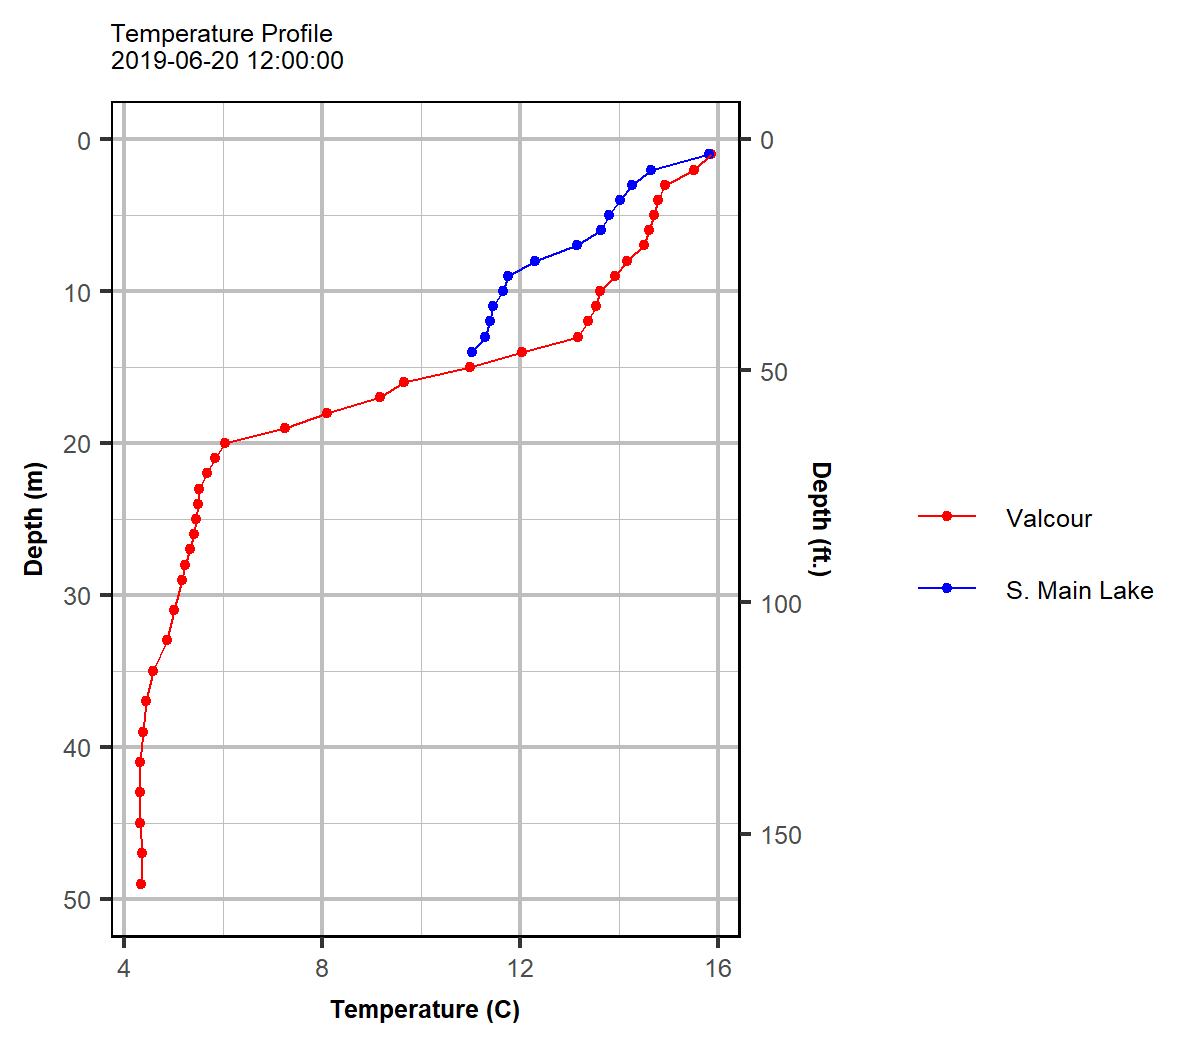 Temperature Profile
2019-06-20 12:00:00
0
10
20
30
40
50
Depth (m)
0
50
100
150
Depth (ft.)
4
8
12
16
Temperature (C)
Valcour
S. Main Lake